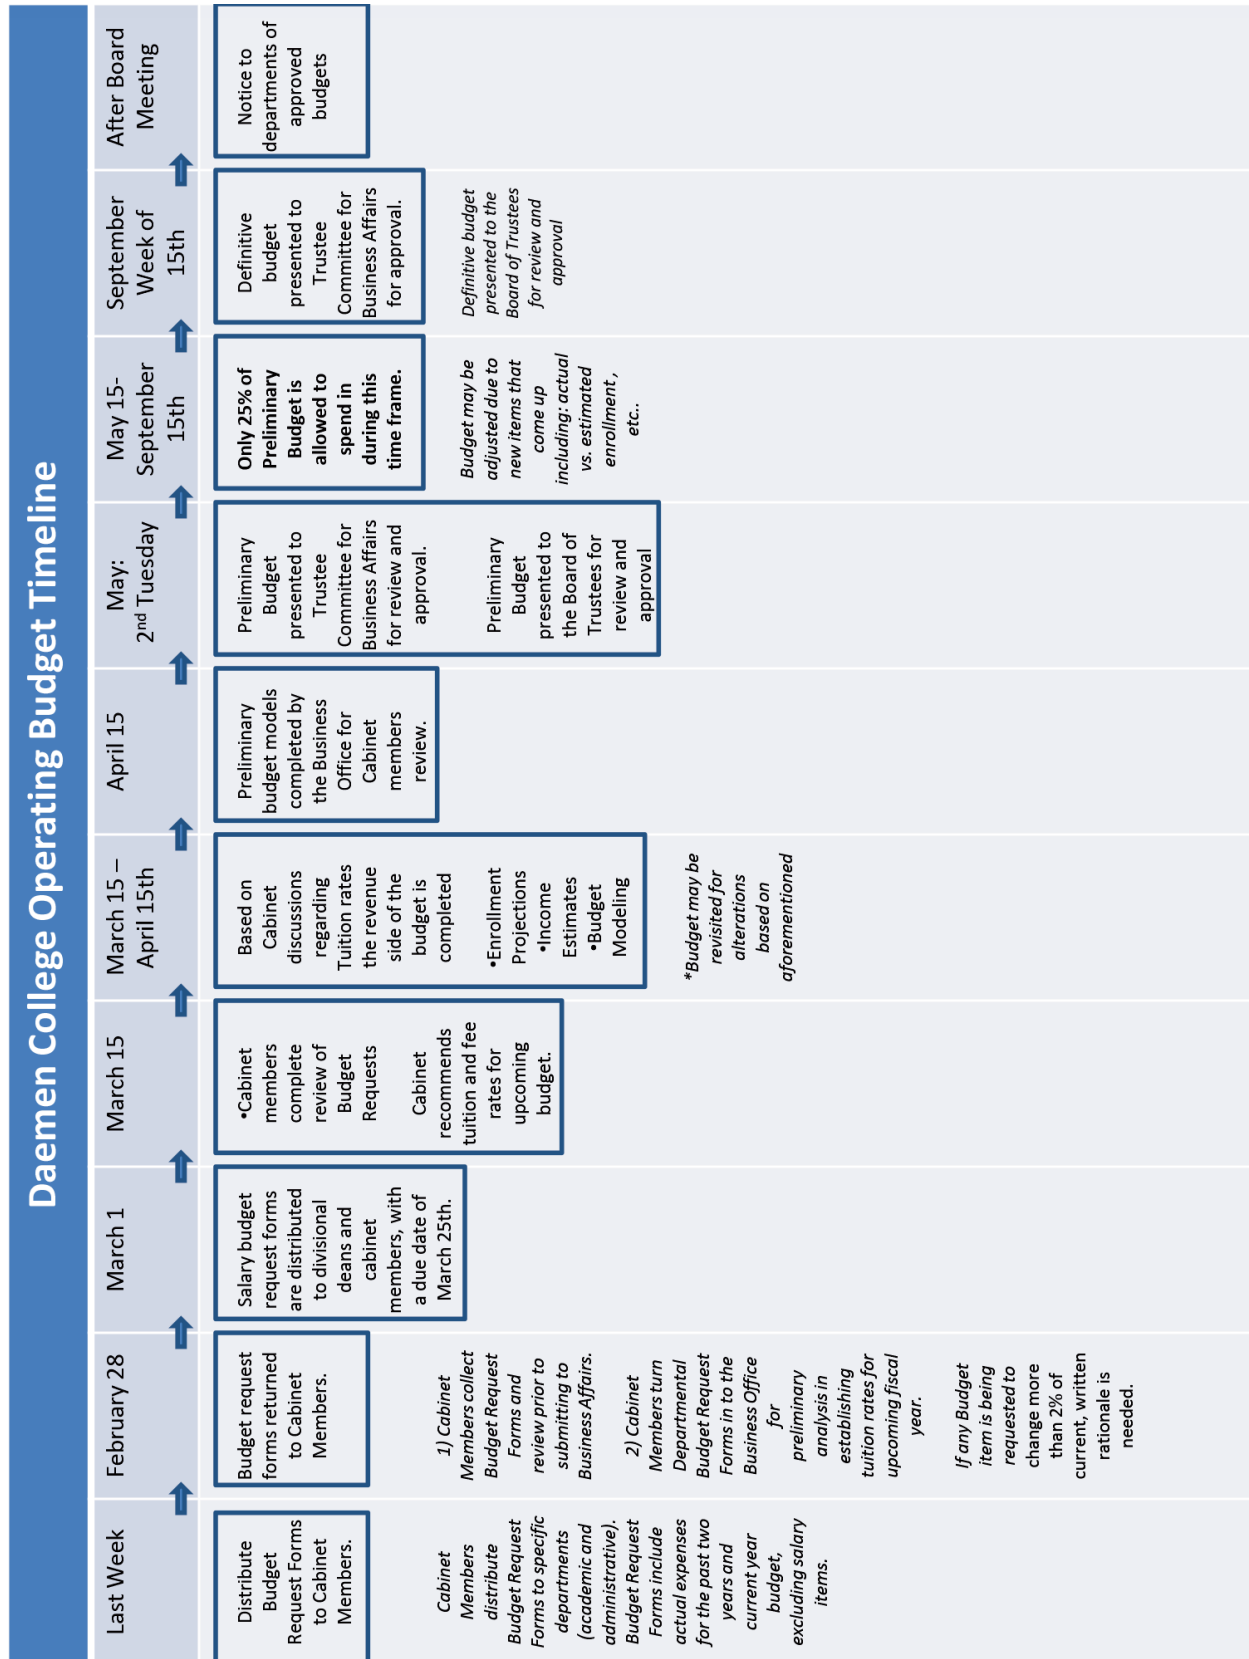 Daemen College Operating Budget Timeline
Last Week
Distribute
Budget
Request Forms
to Cabinet
Members.
Cabinet
Members
distribute
Budget Request
Forms to specific
departments
(academic and
administrative).
Budget Request
Forms include
actual expenses
for the past two
years and
current year
budget,
excluding salary
items.
February 28
Budget request
forms returned
to Cabinet
Members.
1) Cabinet
Members collect
Budget Request
Forms and
review prior to
submitting to
Business Affairs.
2) Cabinet
Members turn
Departmental
Budget Request
Forms in to the
Business Office
for
preliminary
analysis in
establishing
tuition rates for
upcoming fiscal
year.
If any Budget
item is being
requested to
change more
than 2% of
current, written
rationale is
needed.
March 1
Salary budget
request forms
are distributed
to divisional
deans and
cabinet
members, with
a due date of
March 25th.
March 15
•Cabinet
members
complete
review of
Budget
Requests
Cabinet
recommends
tuition and fee
rates for
upcoming
budget.
March 15 –
April 15th
Based on
Cabinet
discussions
regarding
Tuition rates
the revenue
side of the
budget is
completed
•Enrollment
Projections
•Income
Estimates
•Budget
Modeling
*Budget may be
revisited for
alterations
based on
aforementioned
April 15
Preliminary
budget models
completed by
the Business
Office for
Cabinet
members
review.
May:
2nd Tuesday
Preliminary
Budget
presented to
Trustee
Committee for
Business Affairs
for review and
approval.
Preliminary
Budget
presented to
the Board of
Trustees for
review and
approval
May 15-
September
15th
Only 25% of
Preliminary
Budget is
allowed to
spend in
during this
time frame.
Budget may be
adjusted due to
new items that
come up
including: actual
vs. estimated
enrollment ,
etc..
September
Week of
15th
Definitive
budget
presented to
Trustee
Committee for
Business Affairs
for approval.
Definitive budget
presented to the
Board of Trustees
for review and
approval
After Board
Meeting
Notice to
departments of
approved
budgets